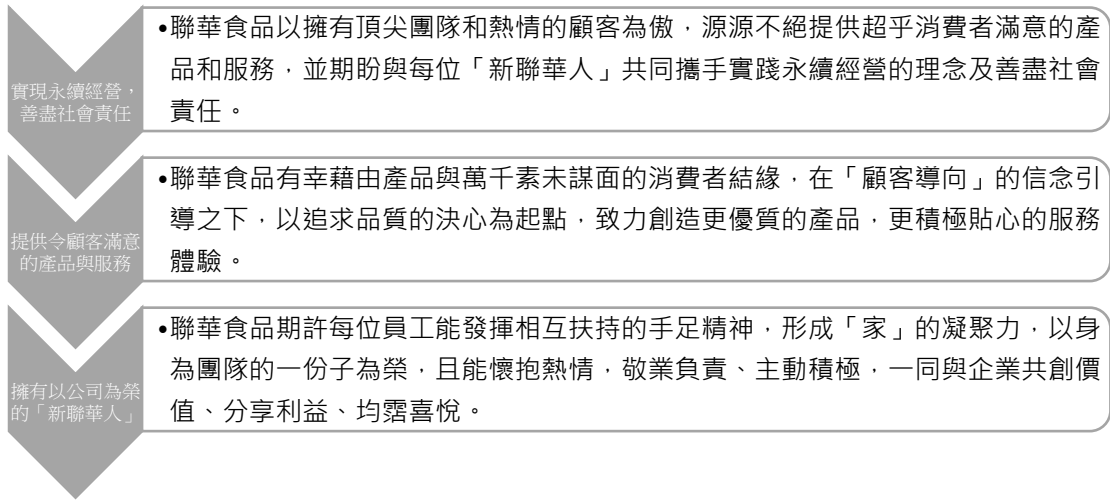 實現永續經營，
善盡社會責任
•聯華食品以擁有頂尖團隊和熱情的顧客為傲，源源不絕提供超乎消費者滿意的產
品和服務，並期盼與每位「新聯華人」共同攜手實踐永續經營的理念及善盡社會
責任。
提供令顧客滿意
的產品與服務
•聯華食品有幸藉由產品與萬千素未謀面的消費者結緣，在「顧客導向」的信念引
導之下，以追求品質的決心為起點，致力創造更優質的產品，更積極貼心的服務
體驗。
擁有以公司為榮
的「新聯華人」
•聯華食品期許每位員工能發揮相互扶持的手足精神，形成「家」的凝聚力，以身
為團隊的一份子為榮，且能懷抱熱情，敬業負責、主動積極，一同與企業共創價
值、分享利益、均霑喜悅。